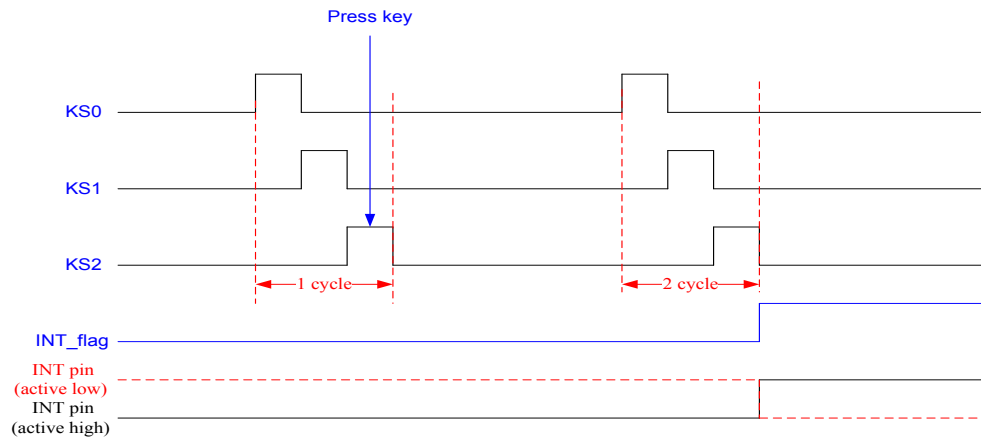 Press key
KS0
KS1
KS2
1 cycle
2 cycle
INT_flag
INT pin
(active low)
INT pin
(active high)